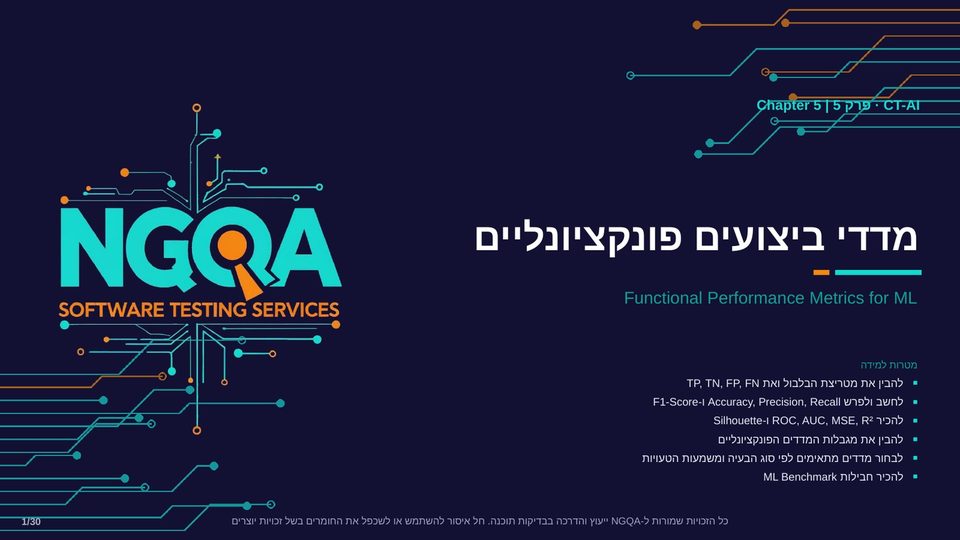 CT-AI · פרק 5 | Chapter 5
NGQA
SOFTWARE TESTING SERVICES
מדדי ביצועים פונקציונליים
Functional Performance Metrics for ML
מטרות למידה
להבין את מטריצת הבלבול ואת TP, TN, FP, FN
לחשב ולפרש Accuracy, Precision, Recall ו-F1-Score
להכיר ROC, AUC, MSE, R² ו-Silhouette
להבין את מגבלות המדדים הפונקציונליים
לבחור מדדים מתאימים לפי סוג הבעיה ומשמעות הטעויות
להכיר חבילות ML Benchmark
כל הזכויות שמורות ל-NGQA ייעוץ והדרכה בבדיקות תוכנה. חל איסור להשתמש או לשכפל את החומרים בשל זכויות יוצרים
1/30